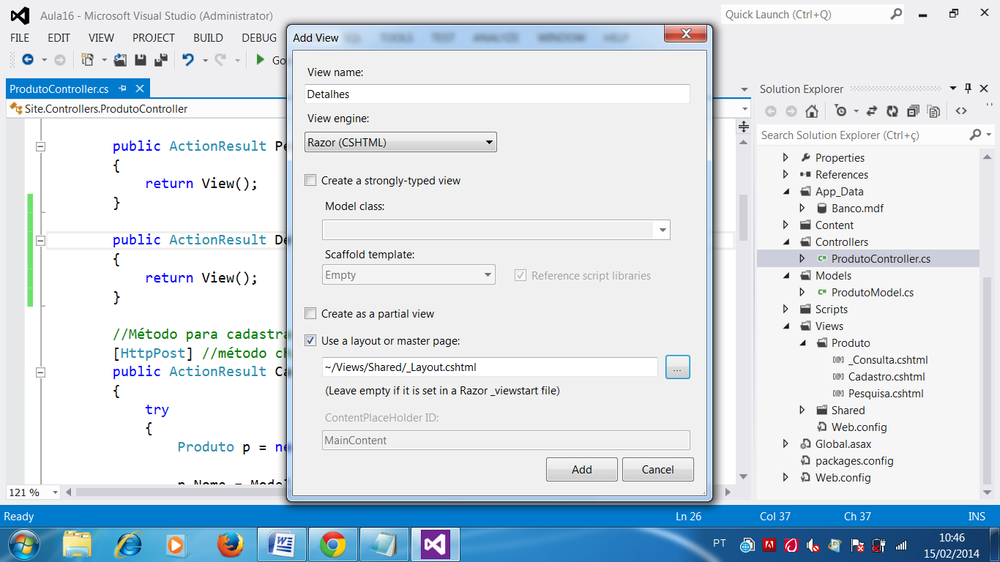 Aula16 - Microsoft Visual Studio (Administrator)
Quick Launch (Ctrl+Q)
FILE EDIT VIEW PROJECT BUILD DEBUG SQL TOOLS TEST ANALYZE WINDOW HELP
Go
ProdutoController.cs
Site.Controllers.ProdutoController
public ActionResult Pe
{
return View();
}
public ActionResult De
{
return View();
}
//Método para cadastra
[HttpPost] //método ch
public ActionResult Ca
{
try
{
Produto p = ne
p.Nome = Model
121 %
Add View
View name:
Detalhes
View engine:
Razor (CSHTML)
Create a strongly-typed view
Model class:
Scaffold template:
Empty
Reference script libraries
Create as a partial view
Use a layout or master page:
~/Views/Shared/_Layout.cshtml
...
(Leave empty if it is set in a Razor _viewstart file)
ContentPlaceHolder ID:
MainContent
Add
Cancel
Solution Explorer
Search Solution Explorer (Ctrl+ç)
Properties
References
App_Data
Banco.mdf
Content
Controllers
C# ProdutoController.cs
Models
C# ProdutoModel.cs
Scripts
Views
Produto
_Consulta.cshtml
Cadastro.cshtml
Pesquisa.cshtml
Shared
Web.config
Global.asax
packages.config
Web.config
Ready
Ln 26
Col 37
Ch 37
INS
PT
10:46
15/02/2014